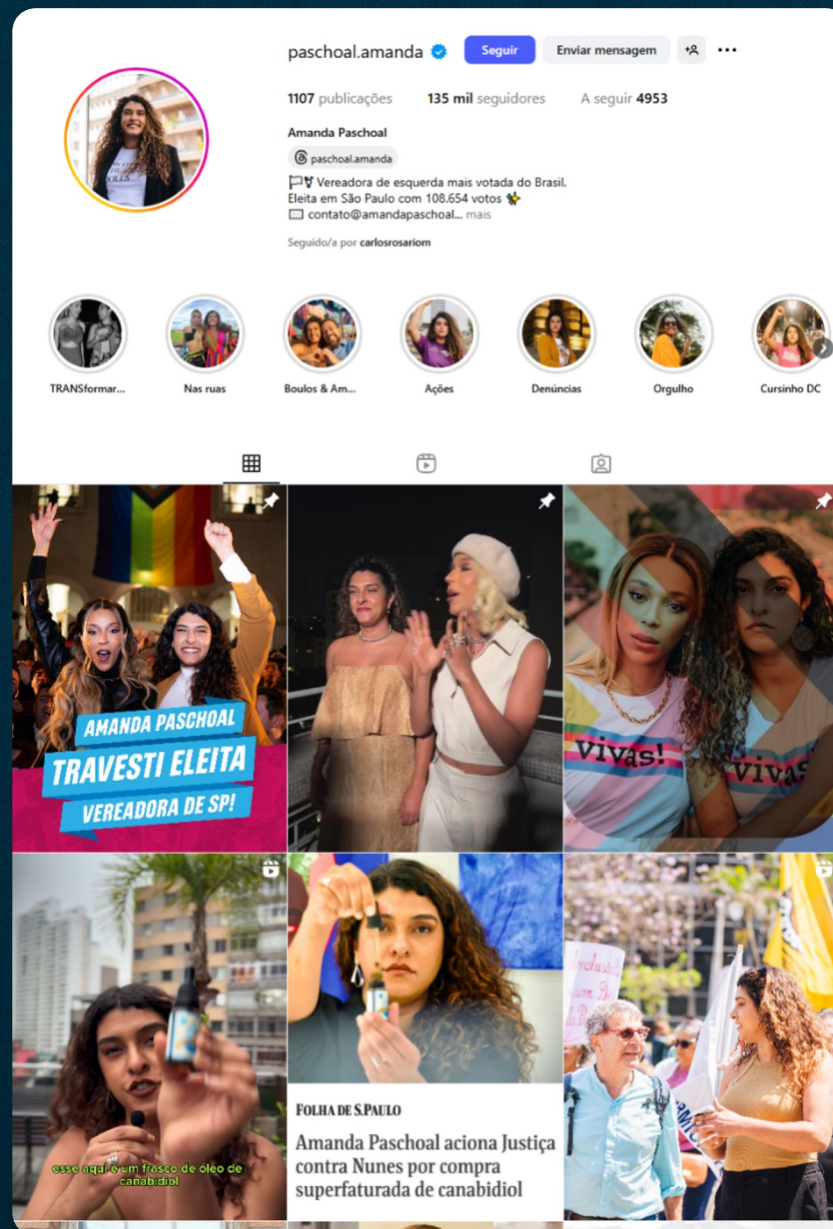 paschoal.amanda
Seguir
Enviar mensagem
1107 publicações 135 mil seguidores A seguir 4953
Amanda Paschoal
paschoal.amanda
Vereadora de esquerda mais votada do Brasil.
Eleita em São Paulo com 108.654 votos
contato@amandapaschoal... mais
Seguido/a por carlosrosariom
TRANSformar...
Nas ruas
Boulos & Am...
Ações
Denúncias
Orgulho
Cursinho DC
AMANDA PASCHOAL
TRAVESTI ELEITA
VEREADORA DE SP!
vivas!
vivas
esse aqui é um frasco de óleo de
canabidiol
FOLHA DE S.PAULO
Amanda Paschoal aciona Justiça
contra Nunes por compra
superfaturada de canabidiol